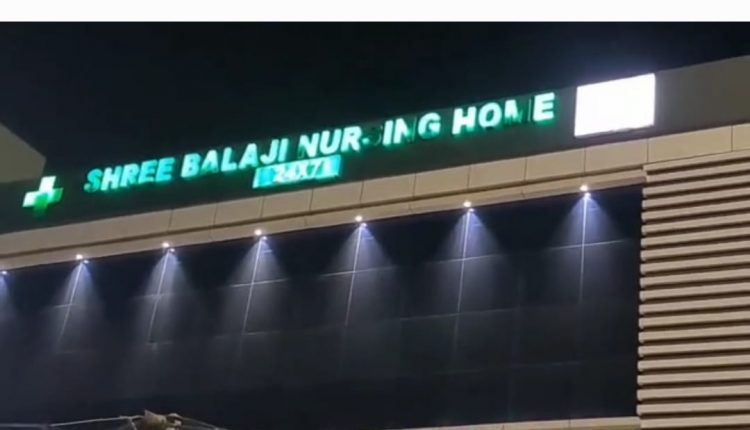 SHREE BALAJI NURSING HOME
24X7